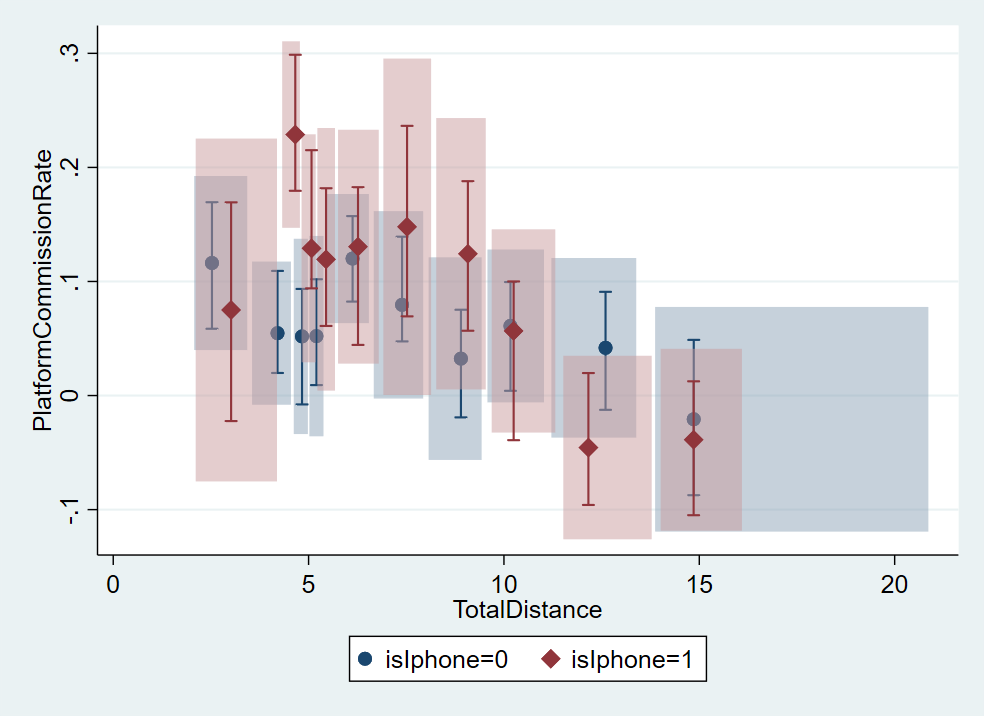 PlatformCommissionRate
.3
.2
.1
0
-.1
0 5 10 15 20
TotalDistance
isIphone=0 isIphone=1